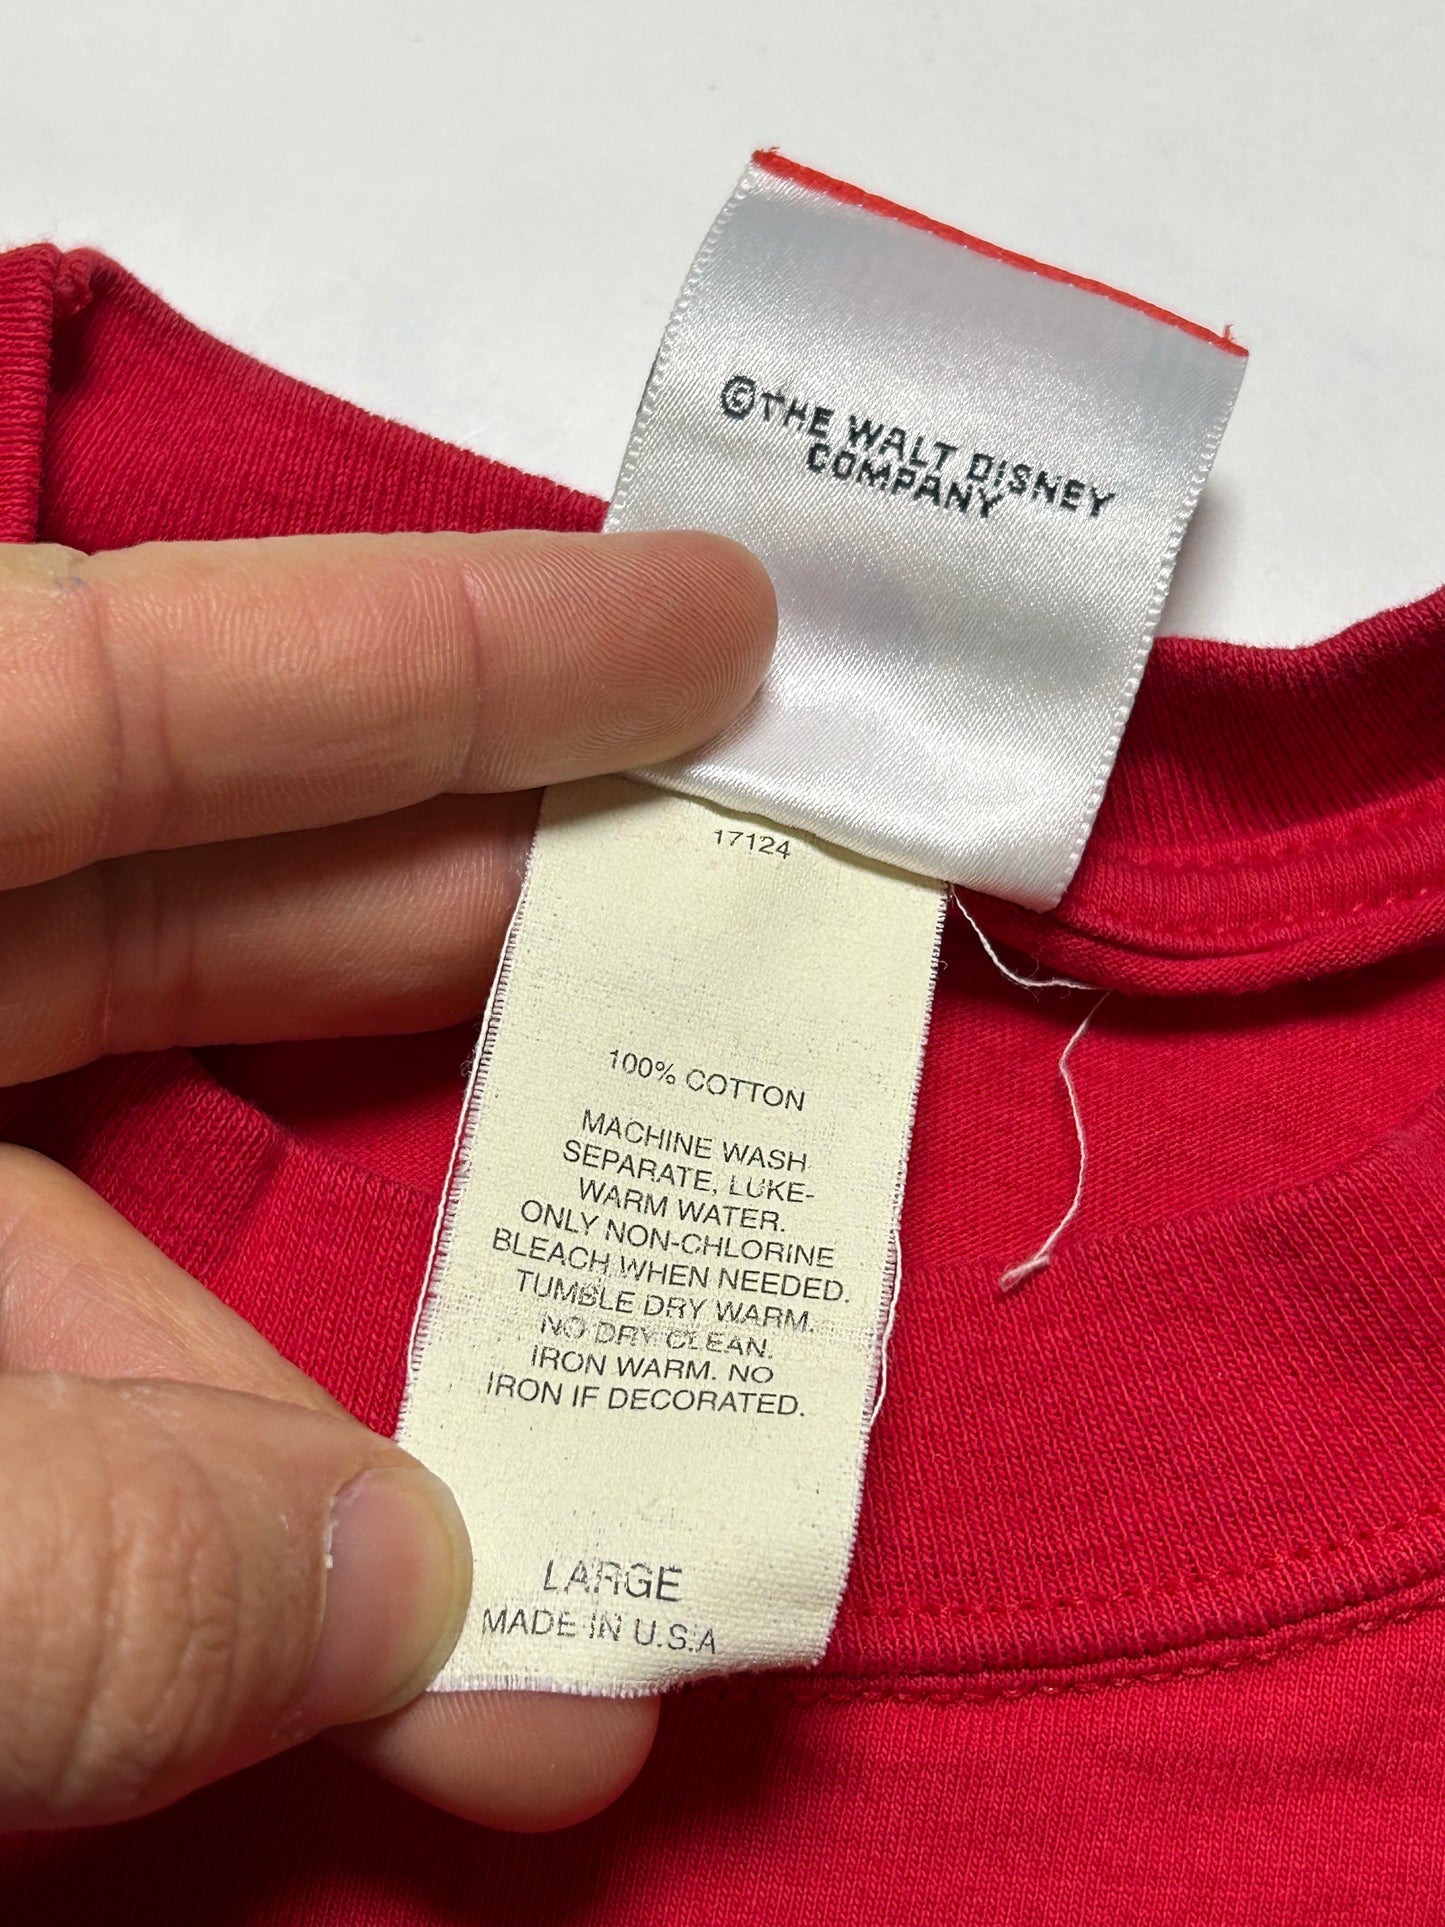 ©THE WALT DISNEY
COMPANY
17124
100% COTTON
MACHINE WASH
SEPARATE, LUKE-
WARM WATER.
ONLY NON-CHLORINE
BLEACH WHEN NEEDED.
TUMBLE DRY WARM.
NO DRY CLEAN.
IRON WARM. NO
IRON IF DECORATED.
LARGE
MADE IN U.S.A